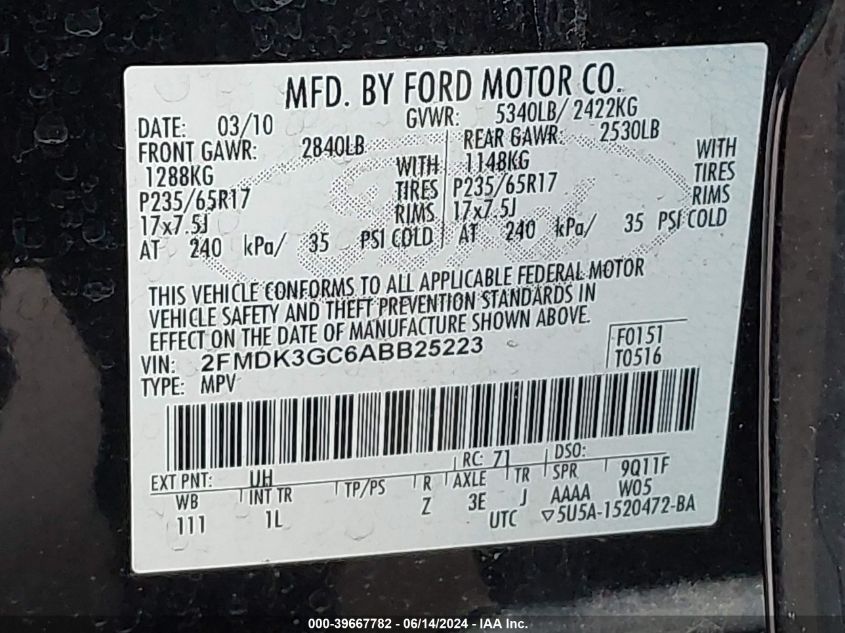 MFD. BY FORD MOTOR CO.
DATE: 03/10 GVWR: 5340LB/ 2422KG
FRONT GAWR: 2840LB REAR GAWR: 2530LB
1288KG WITH 1148KG WITH
P235/65R17 TIRES P235/65R17 TIRES
17x7.5J RIMS 17x7.5J RIMS
AT 240 kPa/ 35 PSI COLD AT 240 kPa/ 35 PSI COLD
THIS VEHICLE CONFORMS TO ALL APPLICABLE FEDERAL MOTOR
VEHICLE SAFETY AND THEFT PREVENTION STANDARDS IN
EFFECT ON THE DATE OF MANUFACTURE SHOWN ABOVE.
VIN: 2FMDK3GC6ABB25223 F0151
TYPE: MPV T0516
EXT PNT: UH RC: 71 DSO:
WB INT TR TP/PS R AXLE TR SPR 9Q11F
111 1L Z 3E J AAAA W05
UTC ▽5U5A-1520472-BA
000-39667782 - 06/14/2024 - IAA Inc.